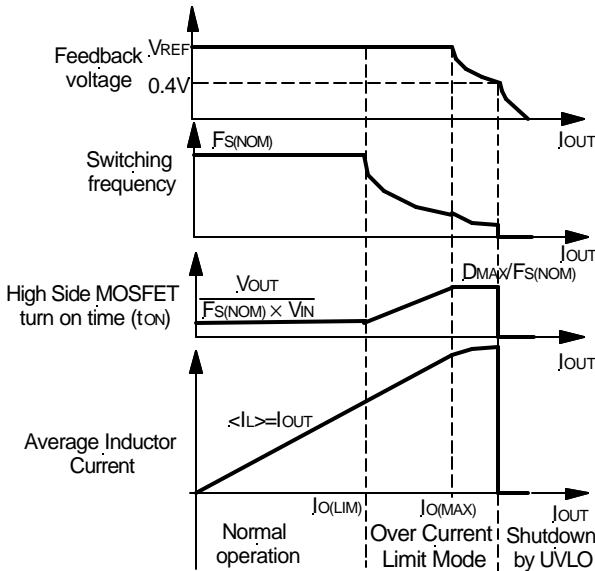 Feedback
voltage
VREF
0.4V
IOUT
Switching
frequency
FS(NOM)
IOUT
High Side MOSFET
turn on time (tON)
VOUT
FS(NOM) × VIN
DMAX/FS(NOM)
IOUT
Average Inductor
Current
<IL>=IOUT
IO(LIM)
IO(MAX)
IOUT
Normal
operation
Over Current
Limit Mode
Shutdown
by UVLO